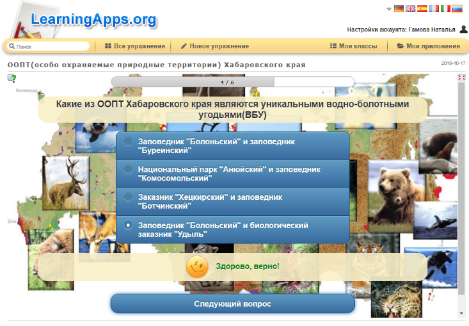 LearningApps.org
Настройки аккаунта: Гамова Наталья
Поиск
Все упражнения
Новое упражнение
Мои классы
Мои приложения
ООПТ(особо охраняемые природные территории) Хабаровского края
2018-10-17
4 / 6
Какие из ООПТ Хабаровского края являются уникальными водно-болотными
угодьями(ВБУ)
Заповедник "Болоньский" и заповедник
"Буреинский"
Национальный парк "Анюйский" и заповедник
"Комсомольский"
Заказник "Хецкирский" и заповедник
"Ботчинский"
Заповедник "Болоньский" и биологический
заказник "Удыль"
Здорово, верно!
Следующий вопрос